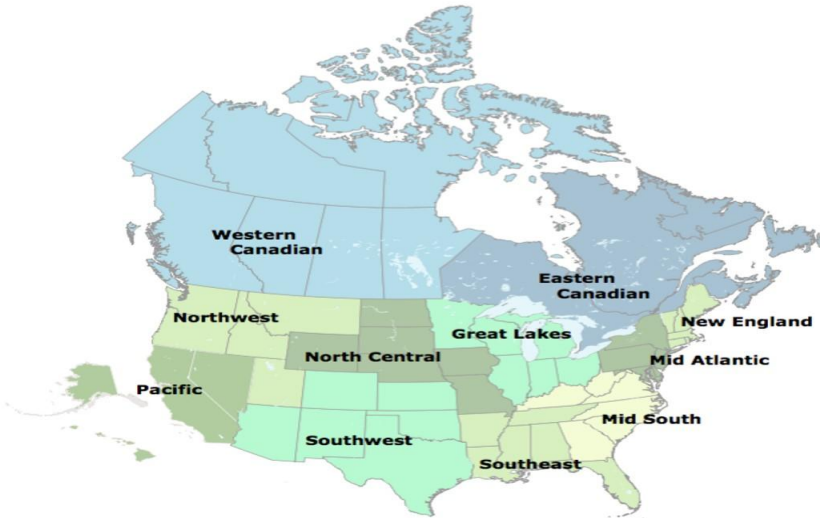 Western
Canadian
Eastern
Canadian
Northwest
Great Lakes
New England
North Central
Mid Atlantic
Pacific
Mid South
Southwest
Southeast